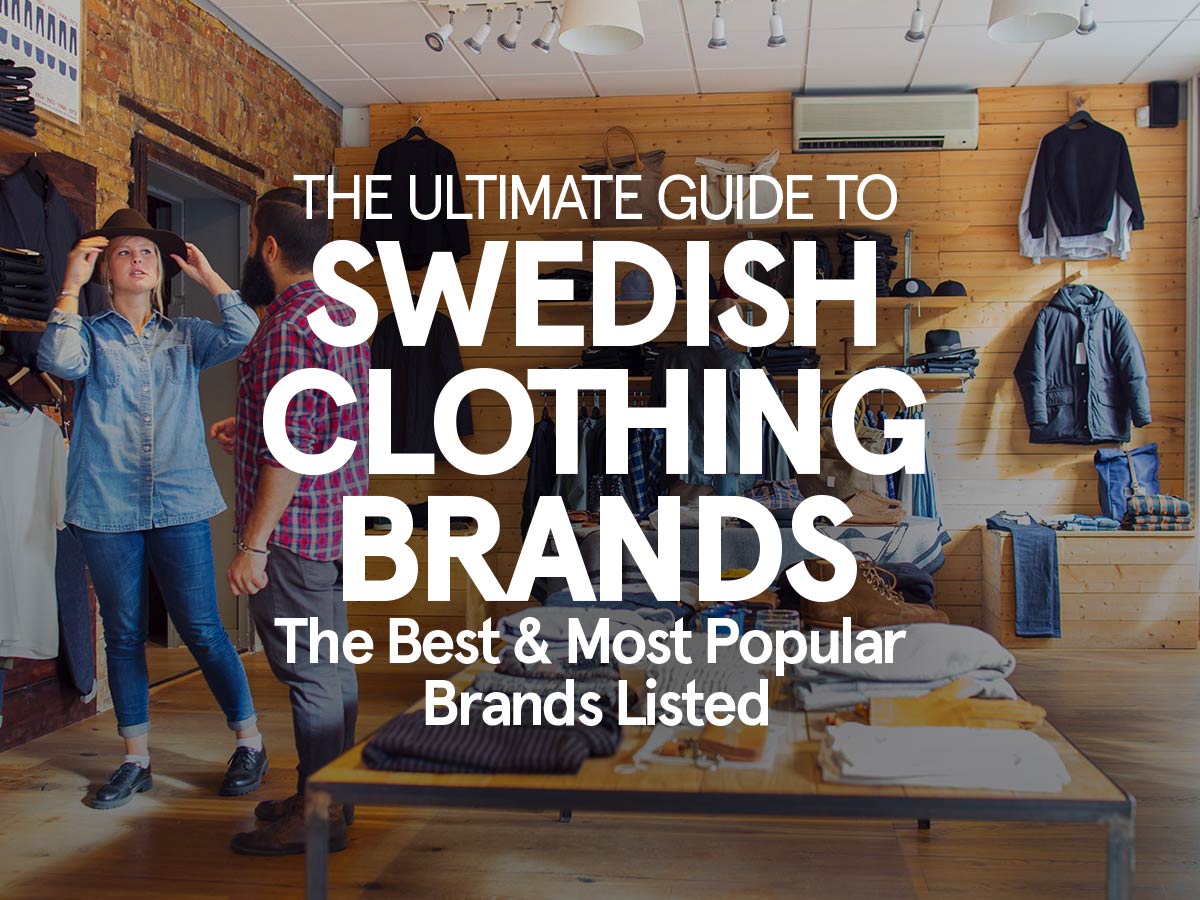 THE ULTIMATE GUIDE TO
SWEDISH
CLOTHING
BRANDS
The Best & Most Popular
Brands Listed